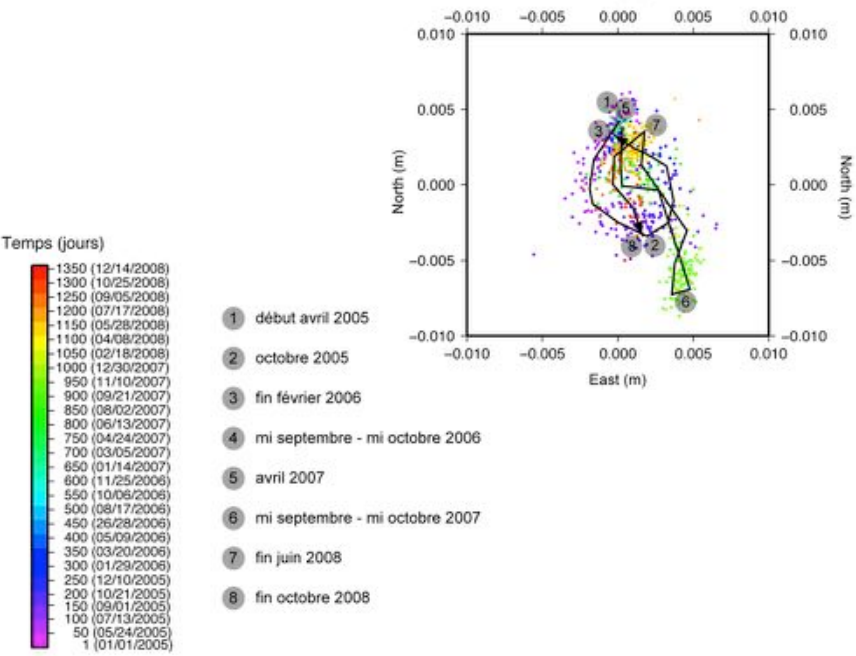 −0.010 −0.005 0.000 0.005 0.010
0.010 0.010
0.005 0.005
0.000 0.000
−0.005 −0.005
−0.010 −0.010
−0.010 −0.005 0.000 0.005 0.010
East (m)
North (m)
North (m)
1
5
3
7
8
2
6
Temps (jours)
1350 (12/14/2008)
1300 (10/25/2008)
1250 (09/05/2008)
1200 (07/17/2008)
1150 (05/28/2008)
1100 (04/08/2008)
1050 (02/18/2008)
1000 (12/30/2007)
950 (11/10/2007)
900 (09/21/2007)
850 (08/02/2007)
800 (06/13/2007)
750 (04/24/2007)
700 (03/05/2007)
650 (01/14/2007)
600 (11/25/2006)
550 (10/06/2006)
500 (08/17/2006)
450 (26/28/2006)
400 (05/09/2006)
350 (03/20/2006)
300 (01/29/2006)
250 (12/10/2005)
200 (10/21/2005)
150 (09/01/2005)
100 (07/13/2005)
50 (05/24/2005)
1 (01/01/2005)
1 début avril 2005
2 octobre 2005
3 fin février 2006
4 mi septembre - mi octobre 2006
5 avril 2007
6 mi septembre - mi octobre 2007
7 fin juin 2008
8 fin octobre 2008